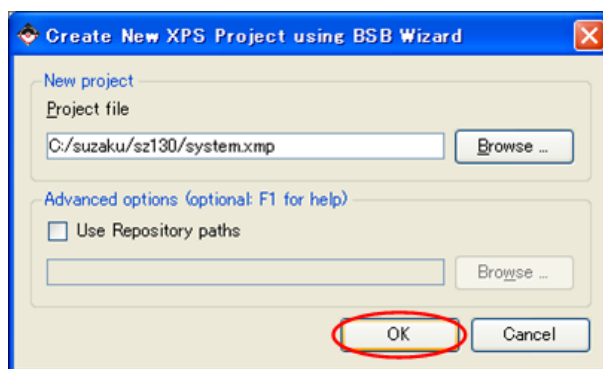 Create New XPS Project using BSB Wizard
New project
Project file
C:/suzaku/sz130/system.xmp
Browse ...
Advanced options (optional: F1 for help)
Use Repository paths
Browse ...
OK
Cancel